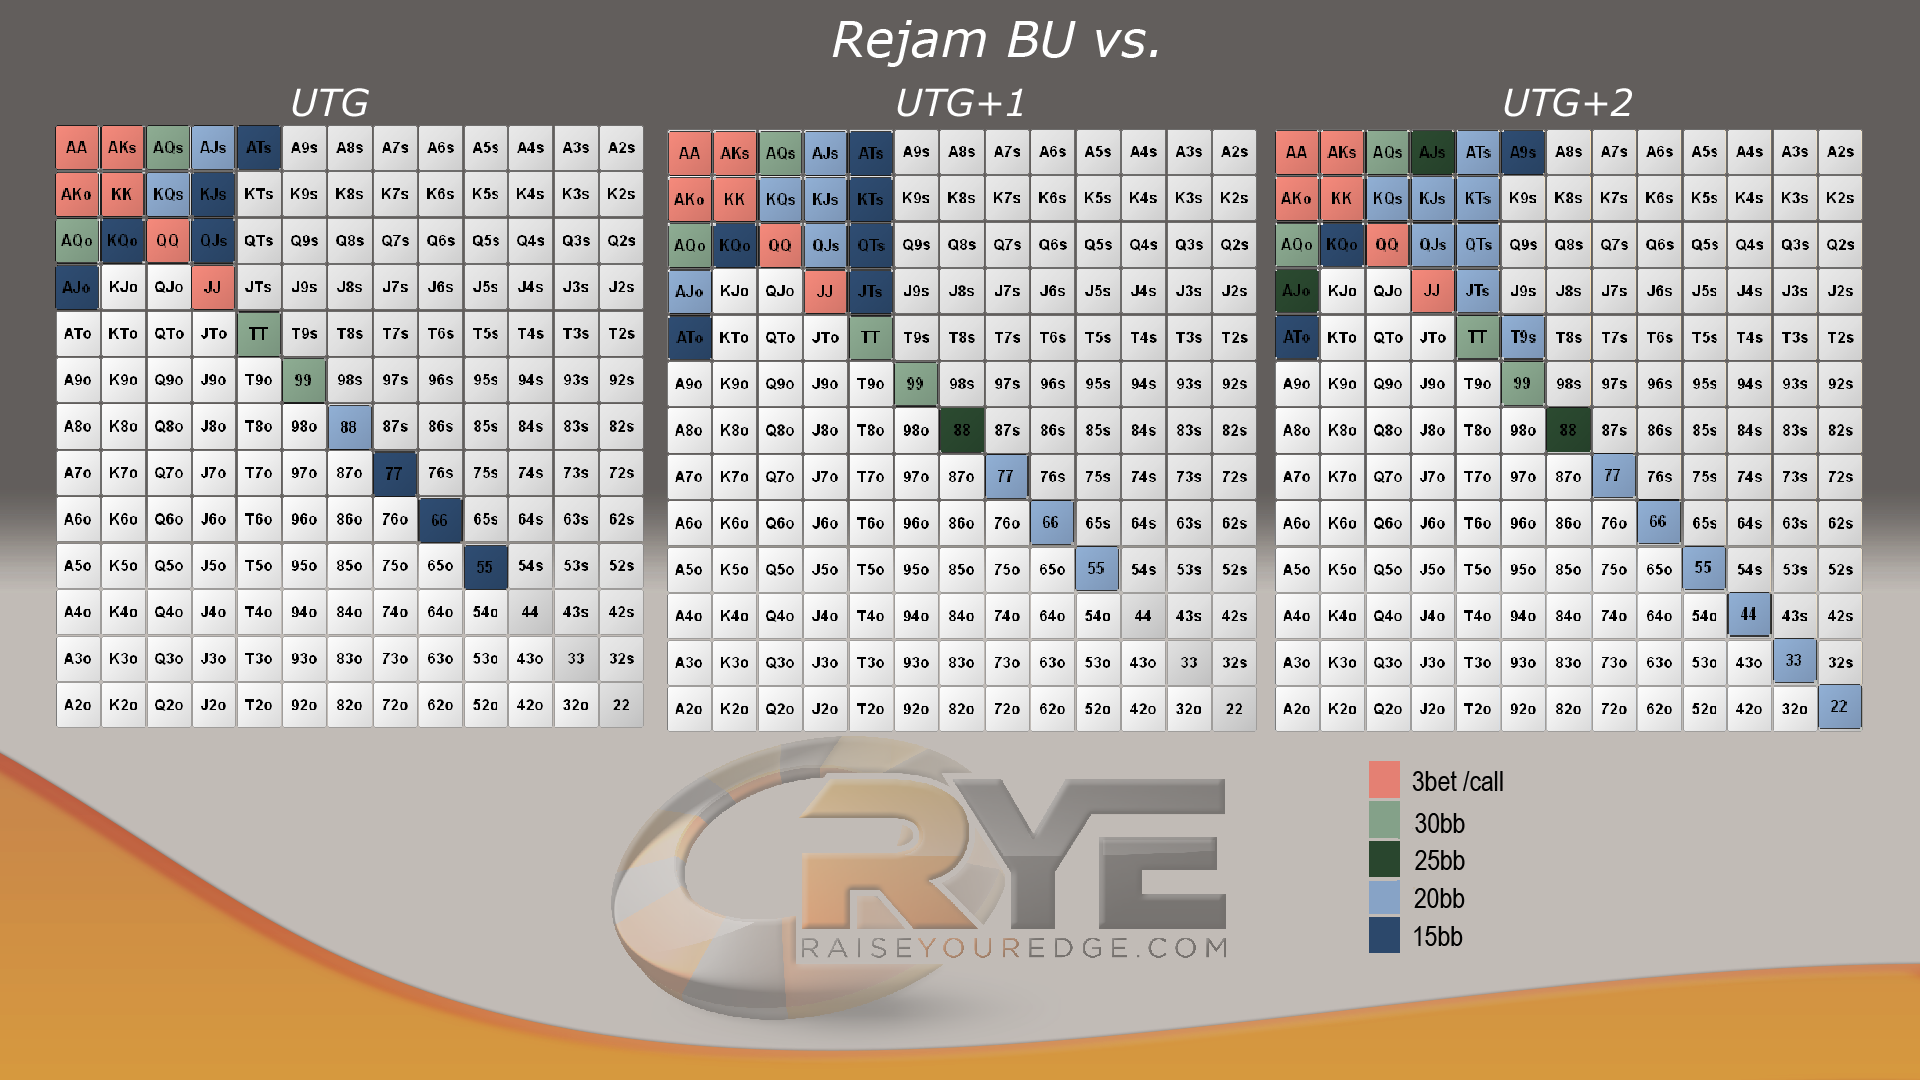 Rejam BU vs.
UTG
AA AKs AQs AJs ATs A9s A8s A7s A6s A5s A4s A3s A2s
AKo KK KQs KJs KTs K9s K8s K7s K6s K5s K4s K3s K2s
AQo KQo QQ QJs QTs Q9s Q8s Q7s Q6s Q5s Q4s Q3s Q2s
AJo KJo QJo JJ JTs J9s J8s J7s J6s J5s J4s J3s J2s
ATo KTo QTo JTo TT T9s T8s T7s T6s T5s T4s T3s T2s
A9o K9o Q9o J9o T9o 99 98s 97s 96s 95s 94s 93s 92s
A8o K8o Q8o J8o T8o 98o 88 87s 86s 85s 84s 83s 82s
A7o K7o Q7o J7o T7o 97o 87o 77 76s 75s 74s 73s 72s
A6o K6o Q6o J6o T6o 96o 86o 76o 66 65s 64s 63s 62s
A5o K5o Q5o J5o T5o 95o 85o 75o 65o 55 54s 53s 52s
A4o K4o Q4o J4o T4o 94o 84o 74o 64o 54o 44 43s 42s
A3o K3o Q3o J3o T3o 93o 83o 73o 63o 53o 43o 33 32s
A2o K2o Q2o J2o T2o 92o 82o 72o 62o 52o 42o 32o 22
UTG+1
AA AKs AQs AJs ATs A9s A8s A7s A6s A5s A4s A3s A2s
AKo KK KQs KJs KTs K9s K8s K7s K6s K5s K4s K3s K2s
AQo KQo QQ QJs QTs Q9s Q8s Q7s Q6s Q5s Q4s Q3s Q2s
AJo KJo QJo JJ JTs J9s J8s J7s J6s J5s J4s J3s J2s
ATo KTo QTo JTo TT T9s T8s T7s T6s T5s T4s T3s T2s
A9o K9o Q9o J9o T9o 99 98s 97s 96s 95s 94s 93s 92s
A8o K8o Q8o J8o T8o 98o 88 87s 86s 85s 84s 83s 82s
A7o K7o Q7o J7o T7o 97o 87o 77 76s 75s 74s 73s 72s
A6o K6o Q6o J6o T6o 96o 86o 76o 66 65s 64s 63s 62s
A5o K5o Q5o J5o T5o 95o 85o 75o 65o 55 54s 53s 52s
A4o K4o Q4o J4o T4o 94o 84o 74o 64o 54o 44 43s 42s
A3o K3o Q3o J3o T3o 93o 83o 73o 63o 53o 43o 33 32s
A2o K2o Q2o J2o T2o 92o 82o 72o 62o 52o 42o 32o 22
UTG+2
AA AKs AQs AJs ATs A9s A8s A7s A6s A5s A4s A3s A2s
AKo KK KQs KJs KTs K9s K8s K7s K6s K5s K4s K3s K2s
AQo KQo QQ QJs QTs Q9s Q8s Q7s Q6s Q5s Q4s Q3s Q2s
AJo KJo QJo JJ JTs J9s J8s J7s J6s J5s J4s J3s J2s
ATo KTo QTo JTo TT T9s T8s T7s T6s T5s T4s T3s T2s
A9o K9o Q9o J9o T9o 99 98s 97s 96s 95s 94s 93s 92s
A8o K8o Q8o J8o T8o 98o 88 87s 86s 85s 84s 83s 82s
A7o K7o Q7o J7o T7o 97o 87o 77 76s 75s 74s 73s 72s
A6o K6o Q6o J6o T6o 96o 86o 76o 66 65s 64s 63s 62s
A5o K5o Q5o J5o T5o 95o 85o 75o 65o 55 54s 53s 52s
A4o K4o Q4o J4o T4o 94o 84o 74o 64o 54o 44 43s 42s
A3o K3o Q3o J3o T3o 93o 83o 73o 63o 53o 43o 33 32s
A2o K2o Q2o J2o T2o 92o 82o 72o 62o 52o 42o 32o 22
RYE
RAISEYOUREDGE.COM
3bet /call
30bb
25bb
20bb
15bb